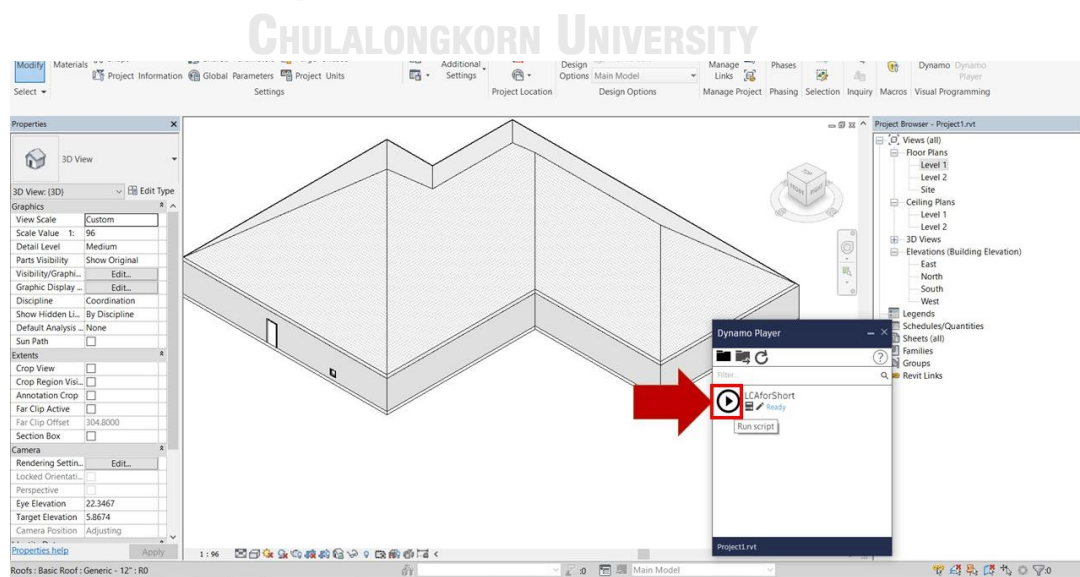 CHULALONGKORN UNIVERSITY
Modify Materials
Project Information Global Parameters Project Units
Additional
Settings
Design
Options Main Model
Manage
Links
Phases
Dynamo Dynamo
Player
Select Settings Project Location Design Options Manage Project Phasing Selection Inquiry Macros Visual Programming
Properties
3D View
3D View: {3D} Edit Type
Graphics
View Scale Custom
Scale Value 1: 96
Detail Level Medium
Parts Visibility Show Original
Visibility/Graphi... Edit...
Graphic Display ... Edit...
Discipline Coordination
Show Hidden Li... By Discipline
Default Analysis ... None
Sun Path
Extents
Crop View
Crop Region Visi...
Annotation Crop
Far Clip Active
Far Clip Offset 304.8000
Section Box
Camera
Rendering Settin... Edit...
Locked Orientati...
Perspective
Eye Elevation 22.3467
Target Elevation 5.8674
Camera Position Adjusting
Properties help Apply
TOP
FRONT
Dynamo Player
Filter...
LCAforShort
Ready
Run script
Project1.rvt
Project Browser - Project1.rvt
Views (all)
Floor Plans
Level 1
Level 2
Site
Ceiling Plans
Level 1
Level 2
3D Views
Elevations (Building Elevation)
East
North
South
West
Legends
Schedules/Quantities
Sheets (all)
Families
Groups
Revit Links
1 : 96
Roofs : Basic Roof : Generic - 12" : R0
:0 Main Model
:0